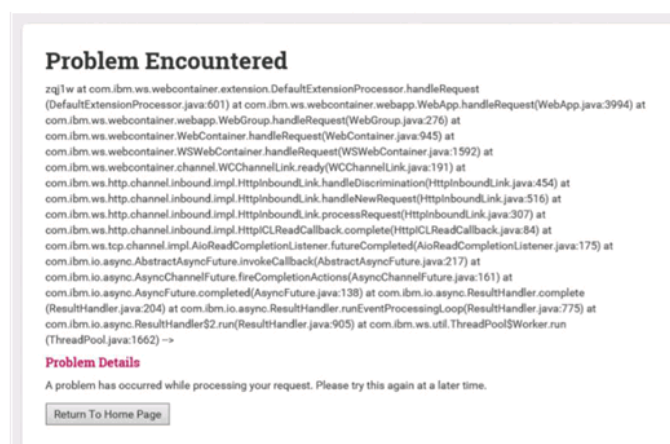 Problem Encountered
zqj1w at com.ibm.ws.webcontainer.extension.DefaultExtensionProcessor.handleRequest
(DefaultExtensionProcessor.java:601) at com.ibm.ws.webcontainer.webapp.WebApp.handleRequest(WebApp.java:3994) at
com.ibm.ws.webcontainer.webapp.WebGroup.handleRequest(WebGroup.java:276) at
com.ibm.ws.webcontainer.WebContainer.handleRequest(WebContainer.java:945) at
com.ibm.ws.webcontainer.WSWebContainer.handleRequest(WSWebContainer.java:1592) at
com.ibm.ws.webcontainer.channel.WCChannelLink.ready(WCChannelLink.java:191) at
com.ibm.ws.http.channel.inbound.impl.HttpInboundLink.handleDiscrimination(HttpInboundLink.java:454) at
com.ibm.ws.http.channel.inbound.impl.HttpInboundLink.handleNewRequest(HttpInboundLink.java:516) at
com.ibm.ws.http.channel.inbound.impl.HttpInboundLink.processRequest(HttpInboundLink.java:307) at
com.ibm.ws.http.channel.inbound.impl.HttpICLReadCallback.complete(HttpICLReadCallback.java:84) at
com.ibm.ws.tcp.channel.impl.AioReadCompletionListener.futureCompleted(AioReadCompletionListener.java:175) at
com.ibm.io.async.AbstractAsyncFuture.invokeCallback(AbstractAsyncFuture.java:217) at
com.ibm.io.async.AsyncChannelFuture.fireCompletionActions(AsyncChannelFuture.java:161) at
com.ibm.io.async.AsyncFuture.completed(AsyncFuture.java:138) at com.ibm.io.async.ResultHandler.complete
(ResultHandler.java:204) at com.ibm.io.async.ResultHandler.runEventProcessingLoop(ResultHandler.java:775) at
com.ibm.io.async.ResultHandler$2.run(ResultHandler.java:905) at com.ibm.ws.util.ThreadPool$Worker.run
(ThreadPool.java:1662) -->
Problem Details
A problem has occurred while processing your request. Please try this again at a later time.
Return To Home Page